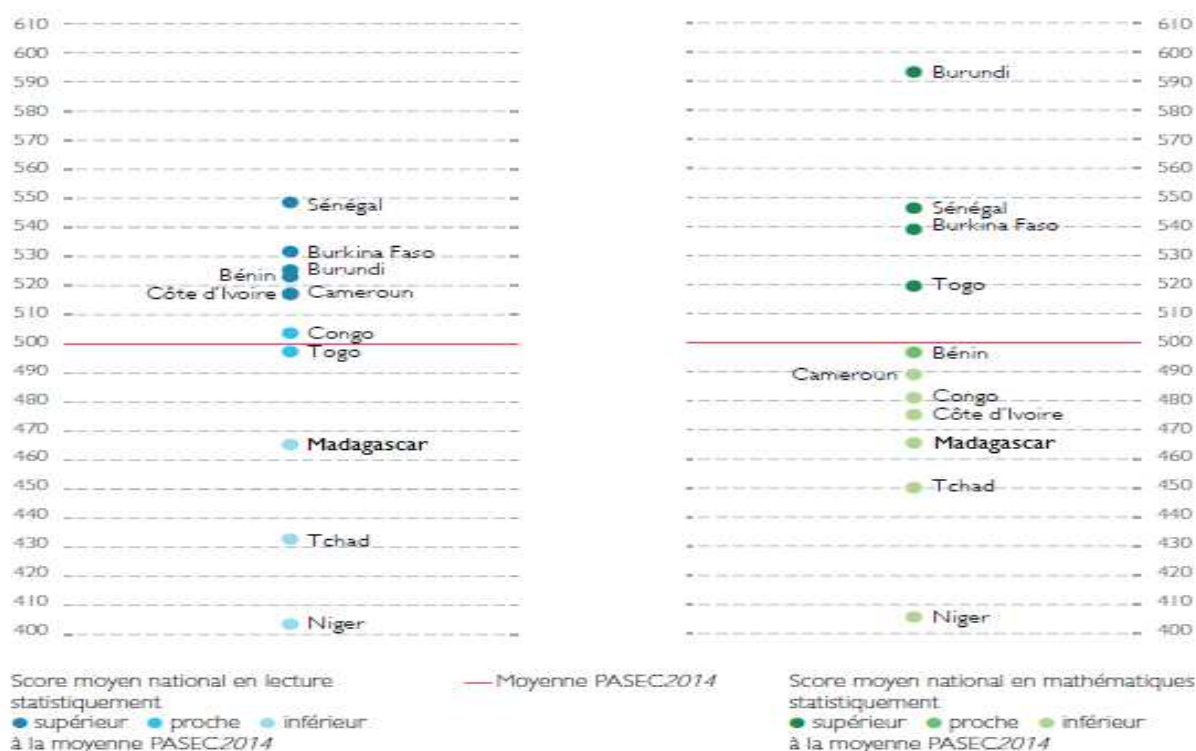 610
600
590
580
570
560
550
540
530
520
510
500
490
480
470
460
450
440
430
420
410
400
Sénégal
Burkina Faso
Burundi
Bénin
Côte d'Ivoire
Cameroun
Congo
Togo
Madagascar
Tchad
Niger
610
600
590
580
570
560
550
540
530
520
510
500
490
480
470
460
450
440
430
420
410
400
Burundi
Sénégal
Burkina Faso
Togo
Bénin
Cameroun
Congo
Côte d'Ivoire
Madagascar
Tchad
Niger
Score moyen national en lecture
statistiquement
supérieur proche inférieur
à la moyenne PASEC2014
Moyenne PASEC2014
Score moyen national en mathématiques
statistiquement
supérieur proche inférieur
à la moyenne PASEC2014